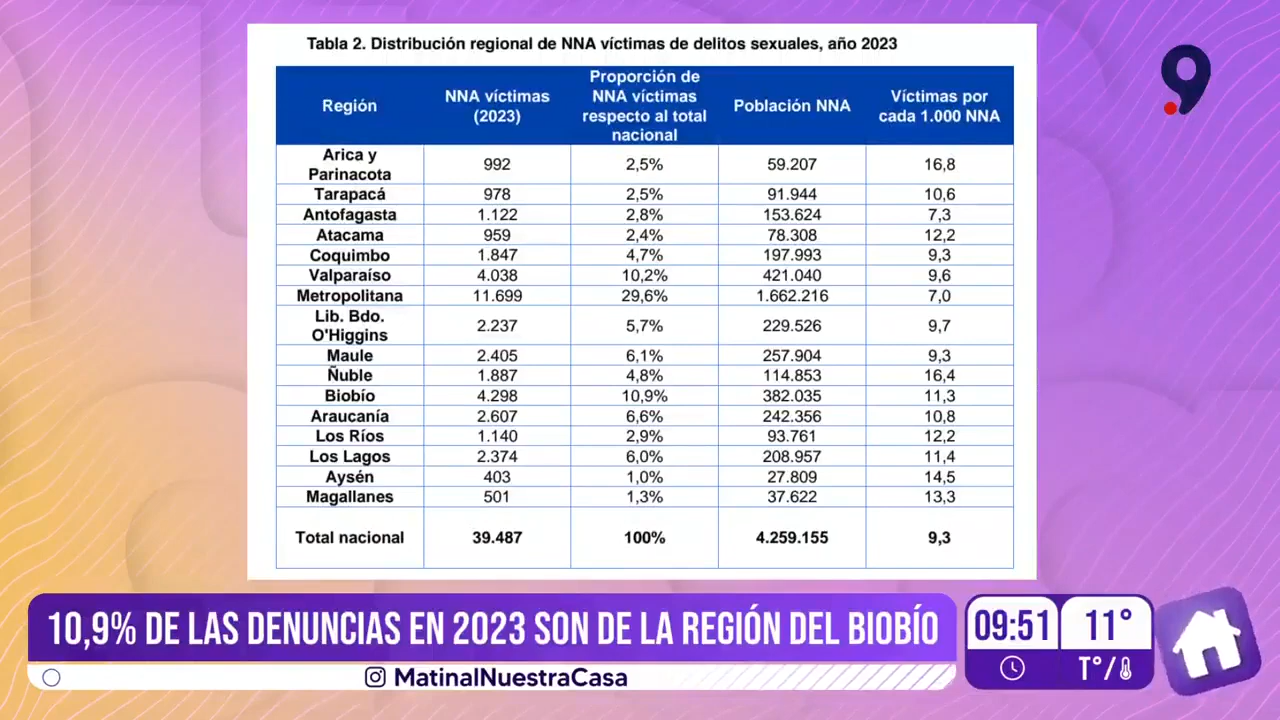 Tabla 2. Distribución regional de NNA víctimas de delitos sexuales, año 2023
9
Región NNA víctimas (2023) Proporción de NNA víctimas respecto al total nacional Población NNA Víctimas por cada 1.000 NNA
Arica y Parinacota 992 2,5% 59.207 16,8
Tarapacá 978 2,5% 91.944 10,6
Antofagasta 1.122 2,8% 153.624 7,3
Atacama 959 2,4% 78.308 12,2
Coquimbo 1.847 4,7% 197.993 9,3
Valparaíso 4.038 10,2% 421.040 9,6
Metropolitana 11.699 29,6% 1.662.216 7,0
Lib. Bdo. O'Higgins 2.237 5,7% 229.526 9,7
Maule 2.405 6,1% 257.904 9,3
Ñuble 1.887 4,8% 114.853 16,4
Biobío 4.298 10,9% 382.035 11,3
Araucanía 2.607 6,6% 242.356 10,8
Los Ríos 1.140 2,9% 93.761 12,2
Los Lagos 2.374 6,0% 208.957 11,4
Aysén 403 1,0% 27.809 14,5
Magallanes 501 1,3% 37.622 13,3
Total nacional 39.487 100% 4.259.155 9,3
10,9% DE LAS DENUNCIAS EN 2023 SON DE LA REGIÓN DEL BIOBÍO
09:51 11°
T°/
MatinalNuestraCasa